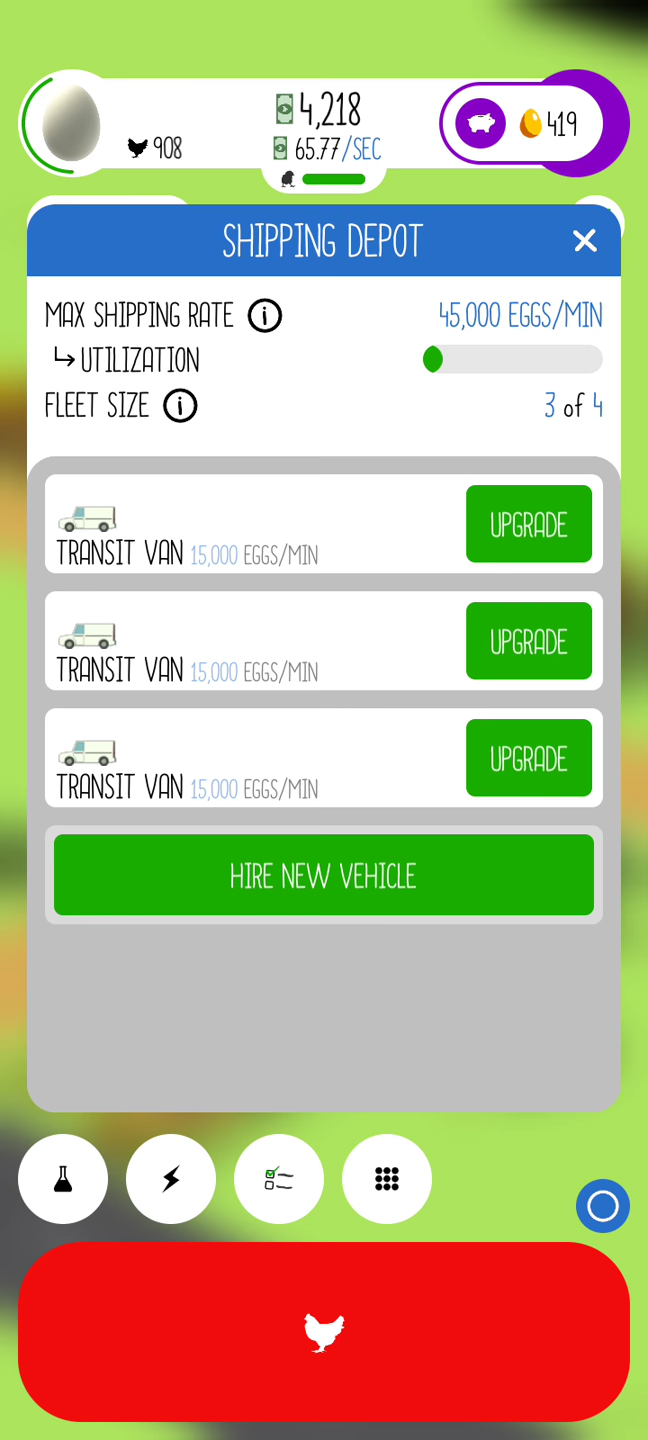 4,218
419
908
65.77/SEC
SHIPPING DEPOT
MAX SHIPPING RATE
45,000 EGGS/MIN
UTILIZATION
FLEET SIZE
3 of 4
TRANSIT VAN 15,000 EGGS/MIN
UPGRADE
TRANSIT VAN 15,000 EGGS/MIN
UPGRADE
TRANSIT VAN 15,000 EGGS/MIN
UPGRADE
HIRE NEW VEHICLE